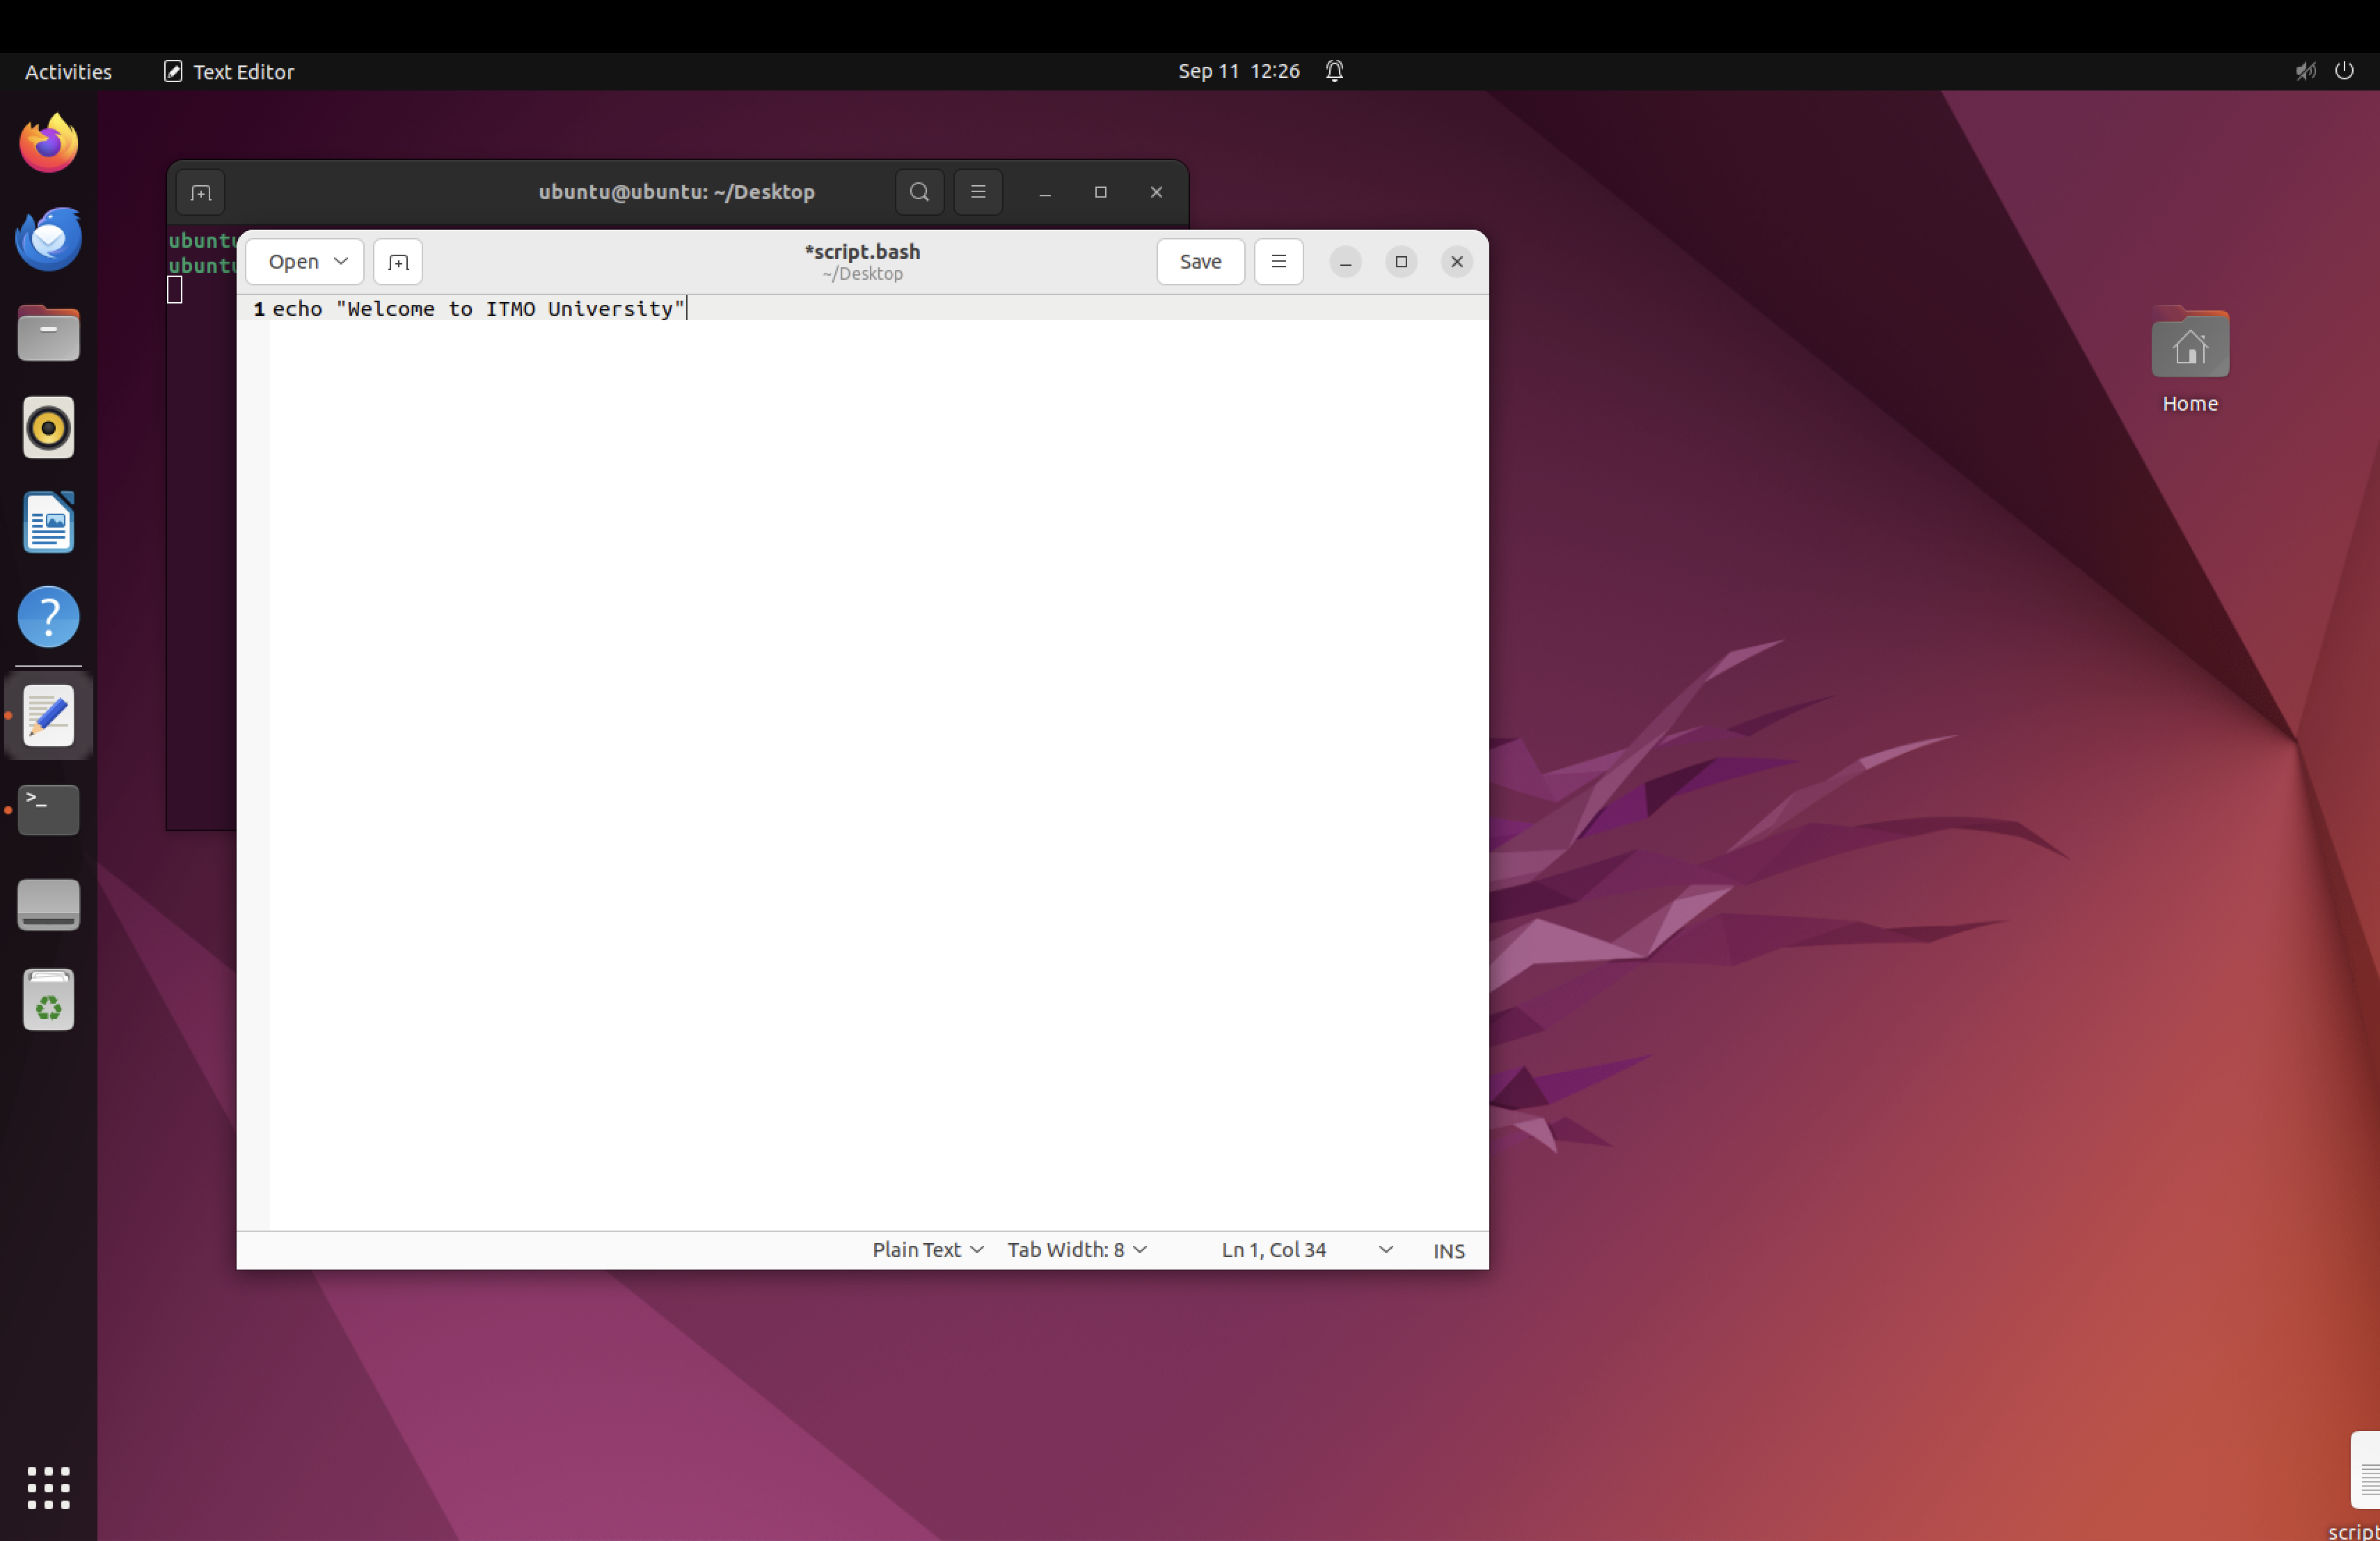 Activities Text Editor Sep 11 12:26
ubuntu@ubuntu: ~/Desktop
ubuntu
ubuntu
Open *script.bash Save
~/Desktop
1 echo "Welcome to ITMO University"
Home
>_
Plain Text Tab Width: 8 Ln 1, Col 34 INS
script